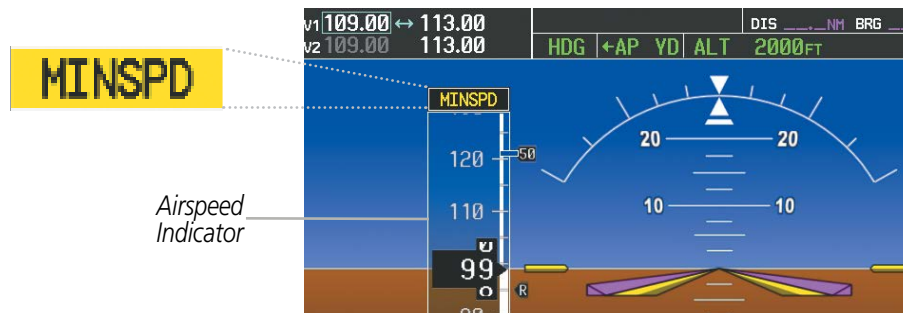 MINSPD
V1 109.00 ↔ 113.00
V2 109.00 113.00
DIS __._NM BRG
HDG ←AP YD ALT 2000FT
MINSPD
20 20
120
50
Airspeed
Indicator
110
10 10
99
R